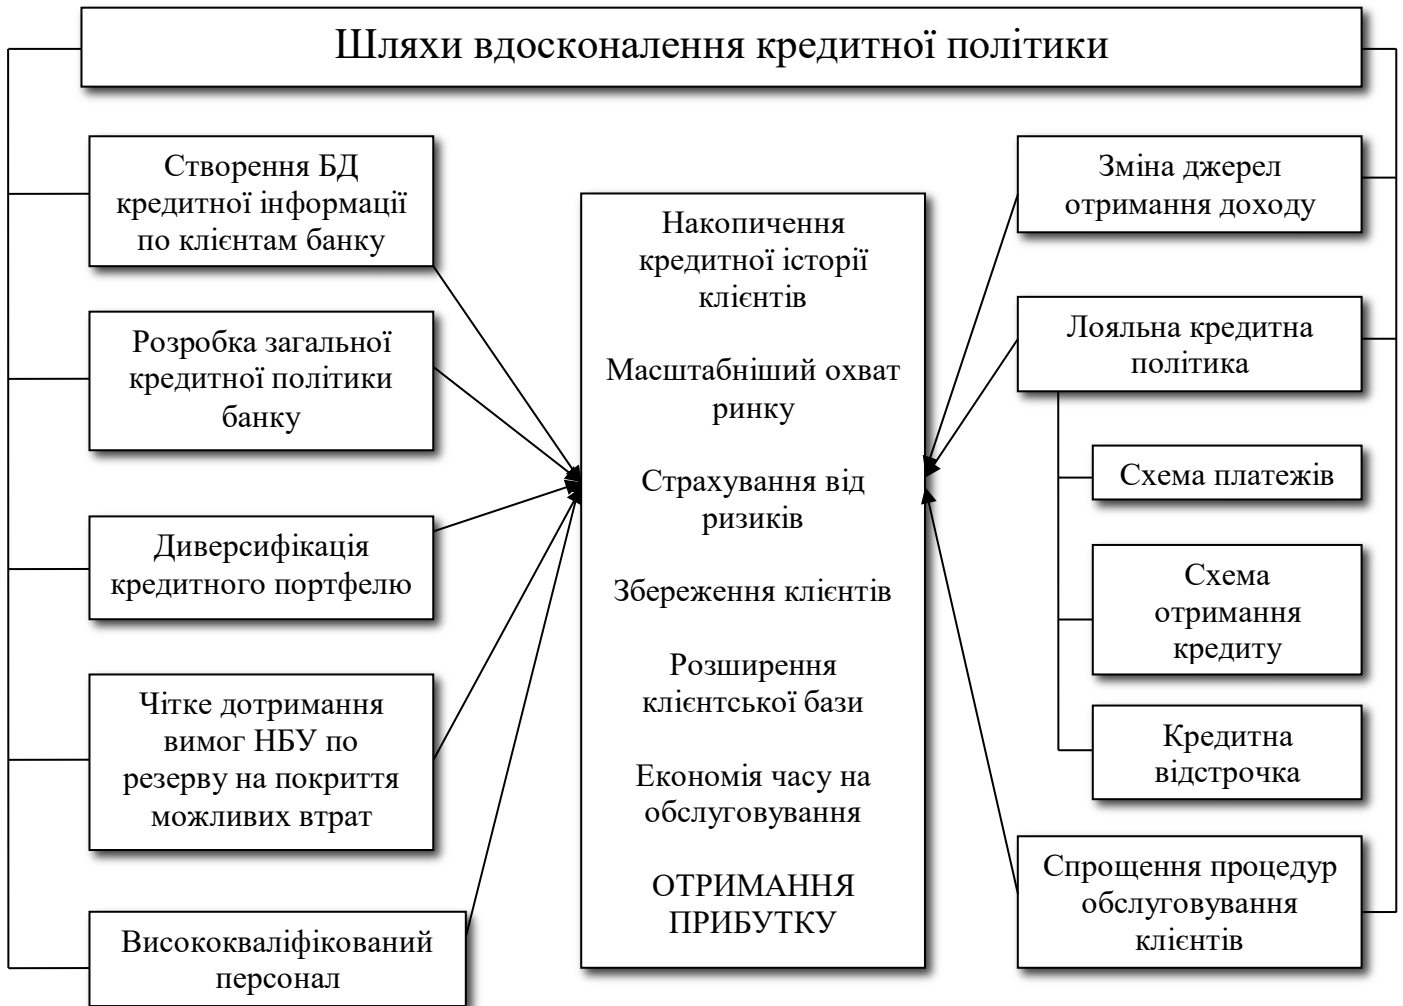 Шляхи вдосконалення кредитної політики
Створення БД
кредитної інформації
по клієнтам банку
Розробка загальної
кредитної політики
банку
Диверсифікація
кредитного портфелю
Чітке дотримання
вимог НБУ по
резерву на покриття
можливих втрат
Висококваліфікований
персонал
Накопичення
кредитної історії
клієнтів
Масштабніший охват
ринку
Страхування від
ризиків
Збереження клієнтів
Розширення
клієнтської бази
Економія часу на
обслуговування
ОТРИМАННЯ
ПРИБУТКУ
Зміна джерел
отримання доходу
Лояльна кредитна
політика
Схема платежів
Схема
отримання
кредиту
Кредитна
відстрочка
Спрощення процедур
обслуговування
клієнтів